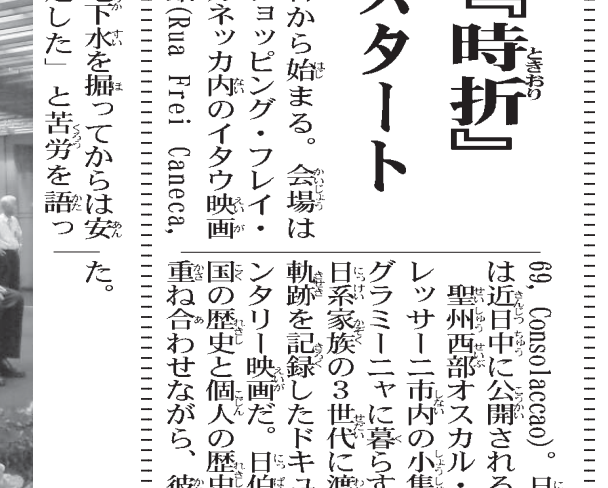 『時折』
スタート
から始まる。会場は
ョッピング・フレイ・
ネッカ内のイタウ映画
(Rua Frei Caneca,
69, Consolaccao)。日
は近日中に公開される
聖州西部オスカル・
レッサーニ市内の小集
グラミーニャに暮らす
日系家族の3世代に渡
軌跡を記録したドキュ
ンタリー映画だ。日伯
国の歴史と個人の歴史
重ね合わせながら、彼
下水を掘ってからは安
した」と苦労を語っ
た。